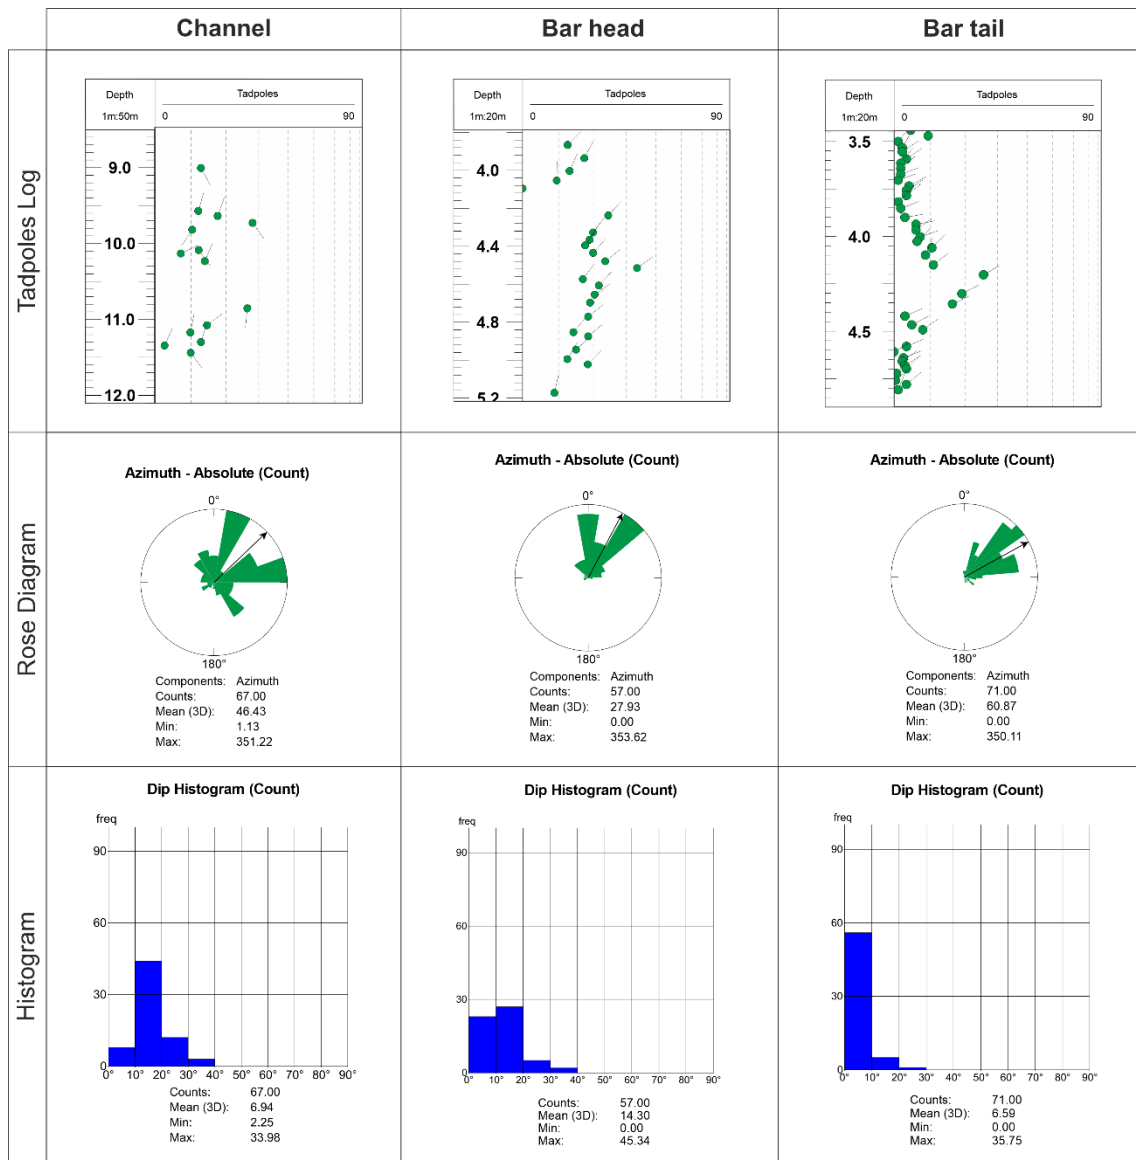 Channel
Bar head
Bar tail
Tadpoles Log
Depth Tadpoles
1m:50m 0 90
9.0
10.0
11.0
12.0
Depth Tadpoles
1m:20m 0 90
4.0
4.4
4.8
5.2
Depth Tadpoles
1m:20m 0 90
3.5
4.0
4.5
Rose Diagram
Azimuth - Absolute (Count)
0°
180°
Components: Azimuth
Counts: 67.00
Mean (3D): 46.43
Min: 1.13
Max: 351.22
Azimuth - Absolute (Count)
0°
180°
Components: Azimuth
Counts: 57.00
Mean (3D): 27.93
Min: 0.00
Max: 353.62
Azimuth - Absolute (Count)
0°
180°
Components: Azimuth
Counts: 71.00
Mean (3D): 60.87
Min: 0.00
Max: 350.11
Histogram
Dip Histogram (Count)
freq
90
60
30
0
0° 10° 20° 30° 40° 50° 60° 70° 80° 90°
Counts: 67.00
Mean (3D): 6.94
Min: 2.25
Max: 33.98
Dip Histogram (Count)
freq
90
60
30
0
0° 10° 20° 30° 40° 50° 60° 70° 80° 90°
Counts: 57.00
Mean (3D): 14.30
Min: 0.00
Max: 45.34
Dip Histogram (Count)
freq
90
60
30
0
0° 10° 20° 30° 40° 50° 60° 70° 80° 90°
Counts: 71.00
Mean (3D): 6.59
Min: 0.00
Max: 35.75